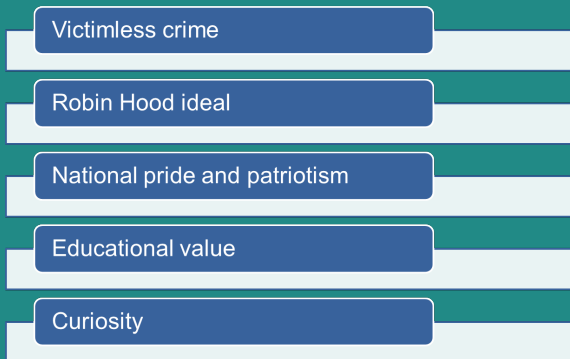 Victimless crime
Robin Hood ideal
National pride and patriotism
Educational value
Curiosity